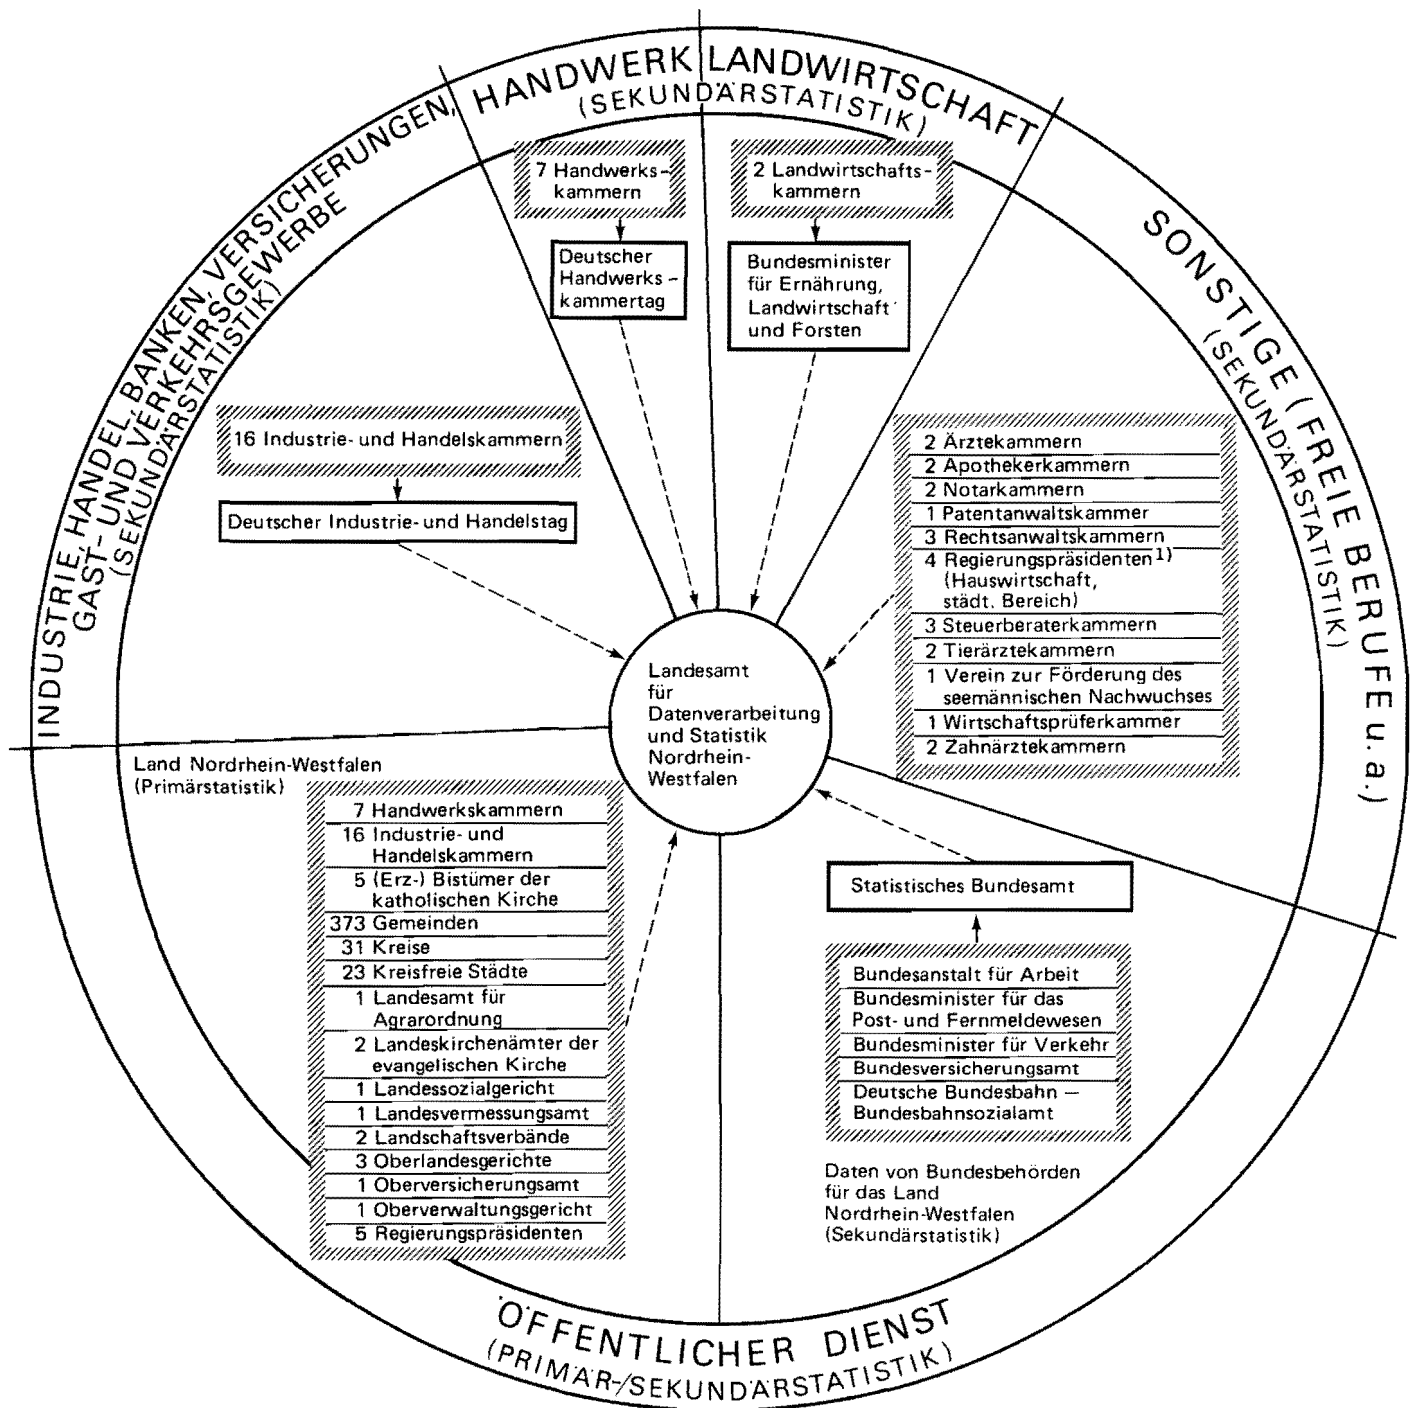 INDUSTRIE, HANDEL, BANKEN, VERSICHERUNGEN,
GAST- UND VERKEHRSGEWERBE
(SEKUNDÄRSTATISTIK)
HANDWERK
LANDWIRTSCHAFT
(SEKUNDÄRSTATISTIK)
SONSTIGE (FREIE BERUFE u.a.)
(SEKUNDÄRSTATISTIK)
7 Handwerks-
kammern
Deutscher
Handwerks-
kammertag
2 Landwirtschafts-
kammern
Bundesminister
für Ernährung,
Landwirtschaft
und Forsten
16 Industrie- und Handelskammern
Deutscher Industrie- und Handelstag
2 Ärztekammern
2 Apothekerkammern
2 Notarkammern
1 Patentanwaltskammer
3 Rechtsanwaltskammern
4 Regierungspräsidenten 1)
(Hauswirtschaft,
städt. Bereich)
3 Steuerberaterkammern
2 Tierärztekammern
1 Verein zur Förderung des
seemännischen Nachwuchses
1 Wirtschaftsprüferkammer
2 Zahnärztekammern
Landesamt
für
Datenverarbeitung
und Statistik
Nordrhein-
Westfalen
Land Nordrhein-Westfalen
(Primärstatistik)
7 Handwerkskammern
16 Industrie- und
Handelskammern
5 (Erz-) Bistümer der
katholischen Kirche
373 Gemeinden
31 Kreise
23 Kreisfreie Städte
1 Landesamt für
Agrarordnung
2 Landeskirchenämter der
evangelischen Kirche
1 Landessozialgericht
1 Landesvermessungsamt
2 Landschaftsverbände
3 Oberlandesgerichte
1 Oberversicherungsamt
1 Oberverwaltungsgericht
5 Regierungspräsidenten
Statistisches Bundesamt
Bundesanstalt für Arbeit
Bundesminister für das
Post- und Fernmeldewesen
Bundesminister für Verkehr
Bundesversicherungsamt
Deutsche Bundesbahn —
Bundesbahnsozialamt
Daten von Bundesbehörden
für das Land
Nordrhein-Westfalen
(Sekundärstatistik)
ÖFFENTLICHER DIENST
(PRIMÄR-/SEKUNDÄRSTATISTIK)